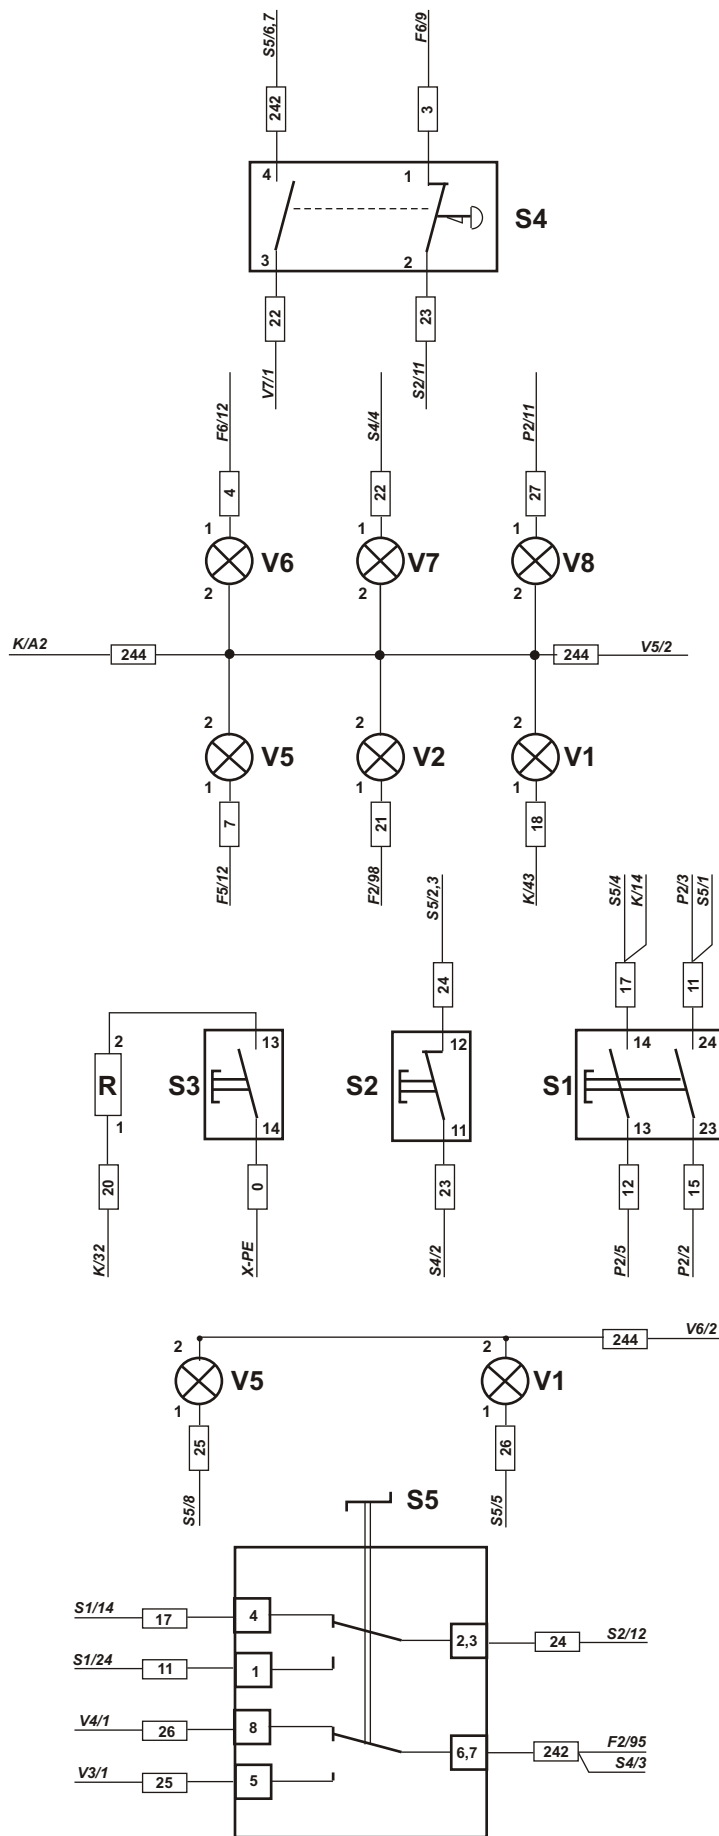 S5/6,7 F6/9
242 3
4 1
S4
3 2
22 23
V7/1 S2/11
F6/12 S4/4 P2/11
4 22 27
1 1 1
V6 V7 V8
2 2 2
K/A2 244 244 V5/2
2 2 2
V5 V2 V1
1 1 1
7 21 18
F5/12 F2/98 K/43
S5/2,3 S5/4 K/14 P2/3 S5/1
24 17 11
2 13 12 14 24
R S3 S2 S1
1 14 11 13 23
20 0 23 12 15
K/32 X-PE S4/2 P2/5 P2/2
244 V6/2
2 2
V5 V1
1 1
25 26
S5/8 S5/5
S5
S1/14 17 4
2,3 24 S2/12
S1/24 11 1
V4/1 26 8
6,7 242 F2/95
S4/3
V3/1 25 5